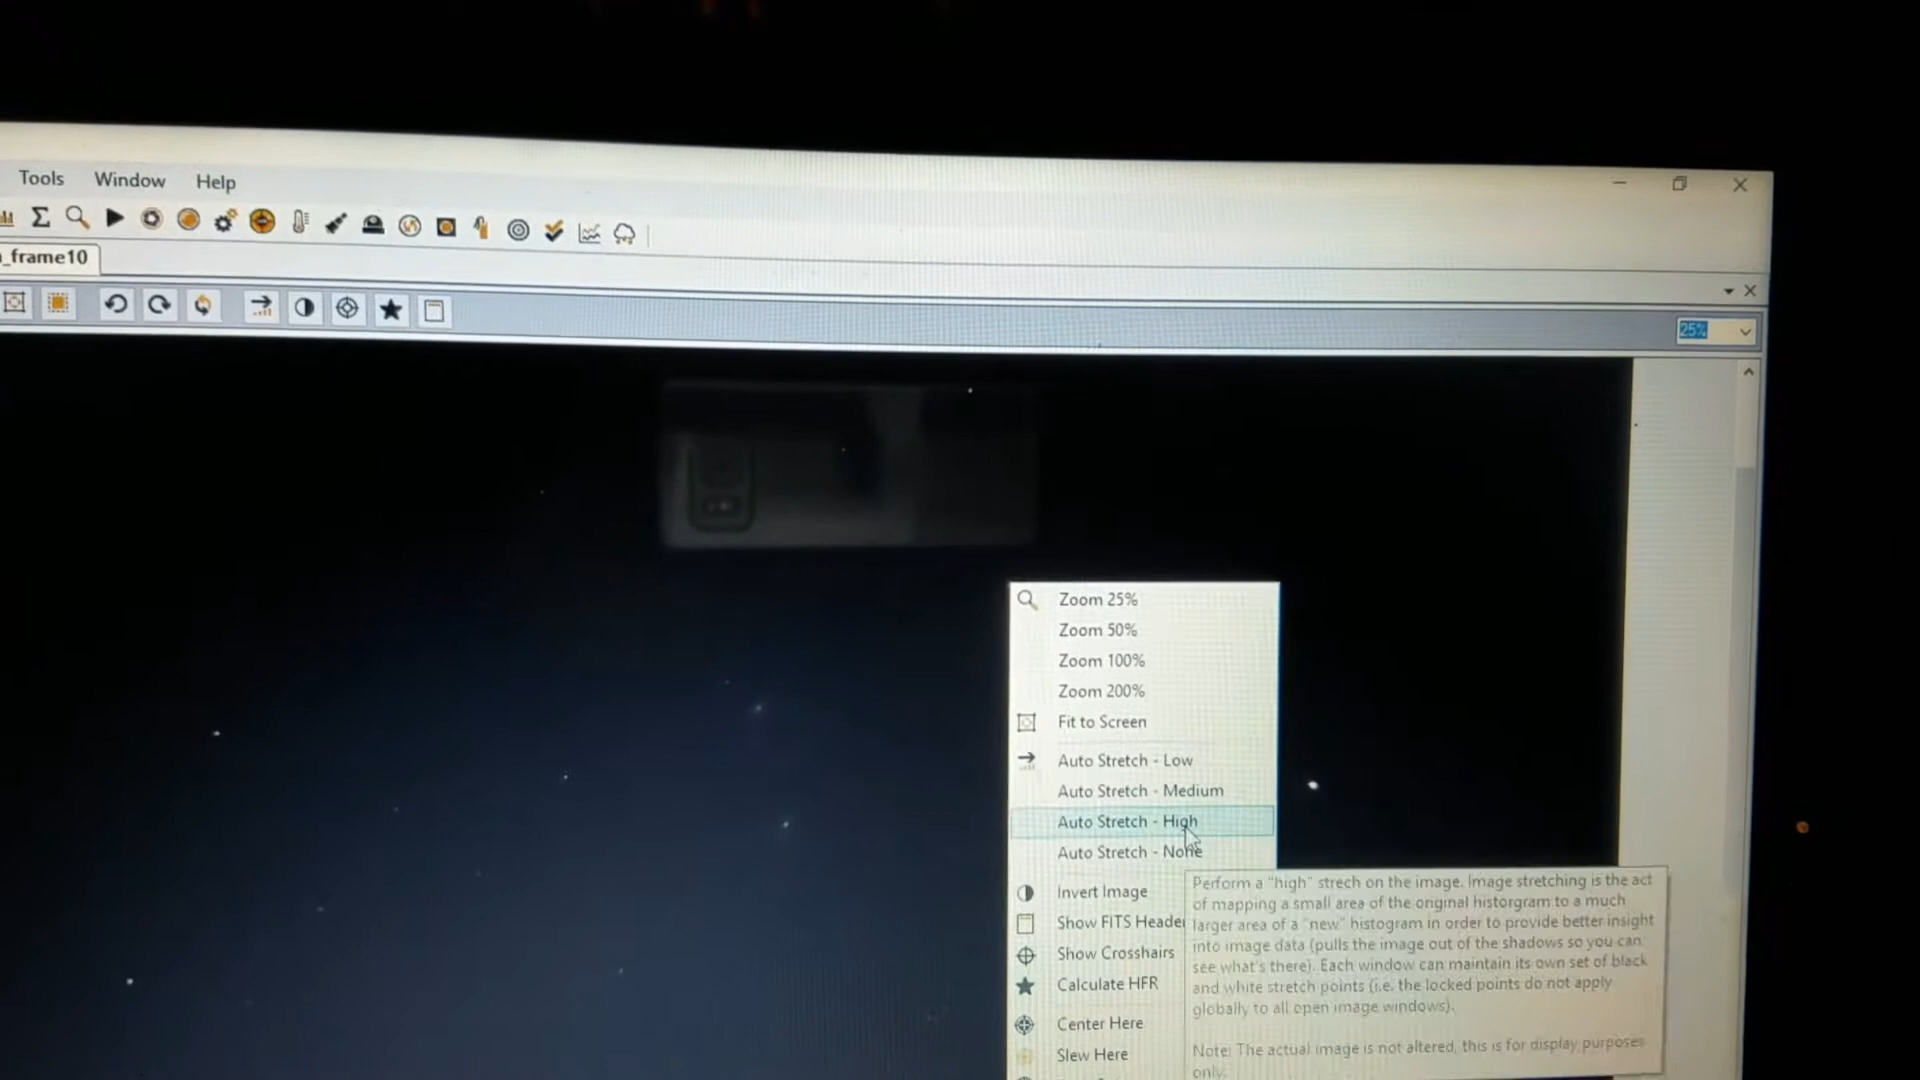 Tools Window Help
_frame10
25%
Zoom 25%
Zoom 50%
Zoom 100%
Zoom 200%
Fit to Screen
Auto Stretch - Low
Auto Stretch - Medium
Auto Stretch - High
Auto Stretch - None
Invert Image
Show FITS Header
Show Crosshairs
Calculate HFR
Center Here
Slew Here
Perform a "high" strech on the image. Image stretching is the act
of mapping a small area of the original historgram to a much
larger area of a "new" histogram in order to provide better insight
into image data (pulls the image out of the shadows so you can
see what's there). Each window can maintain its own set of black
and white stretch points (i.e. the locked points do not apply
globally to all open image windows).
Note: The actual image is not altered, this is for display purposes
only.